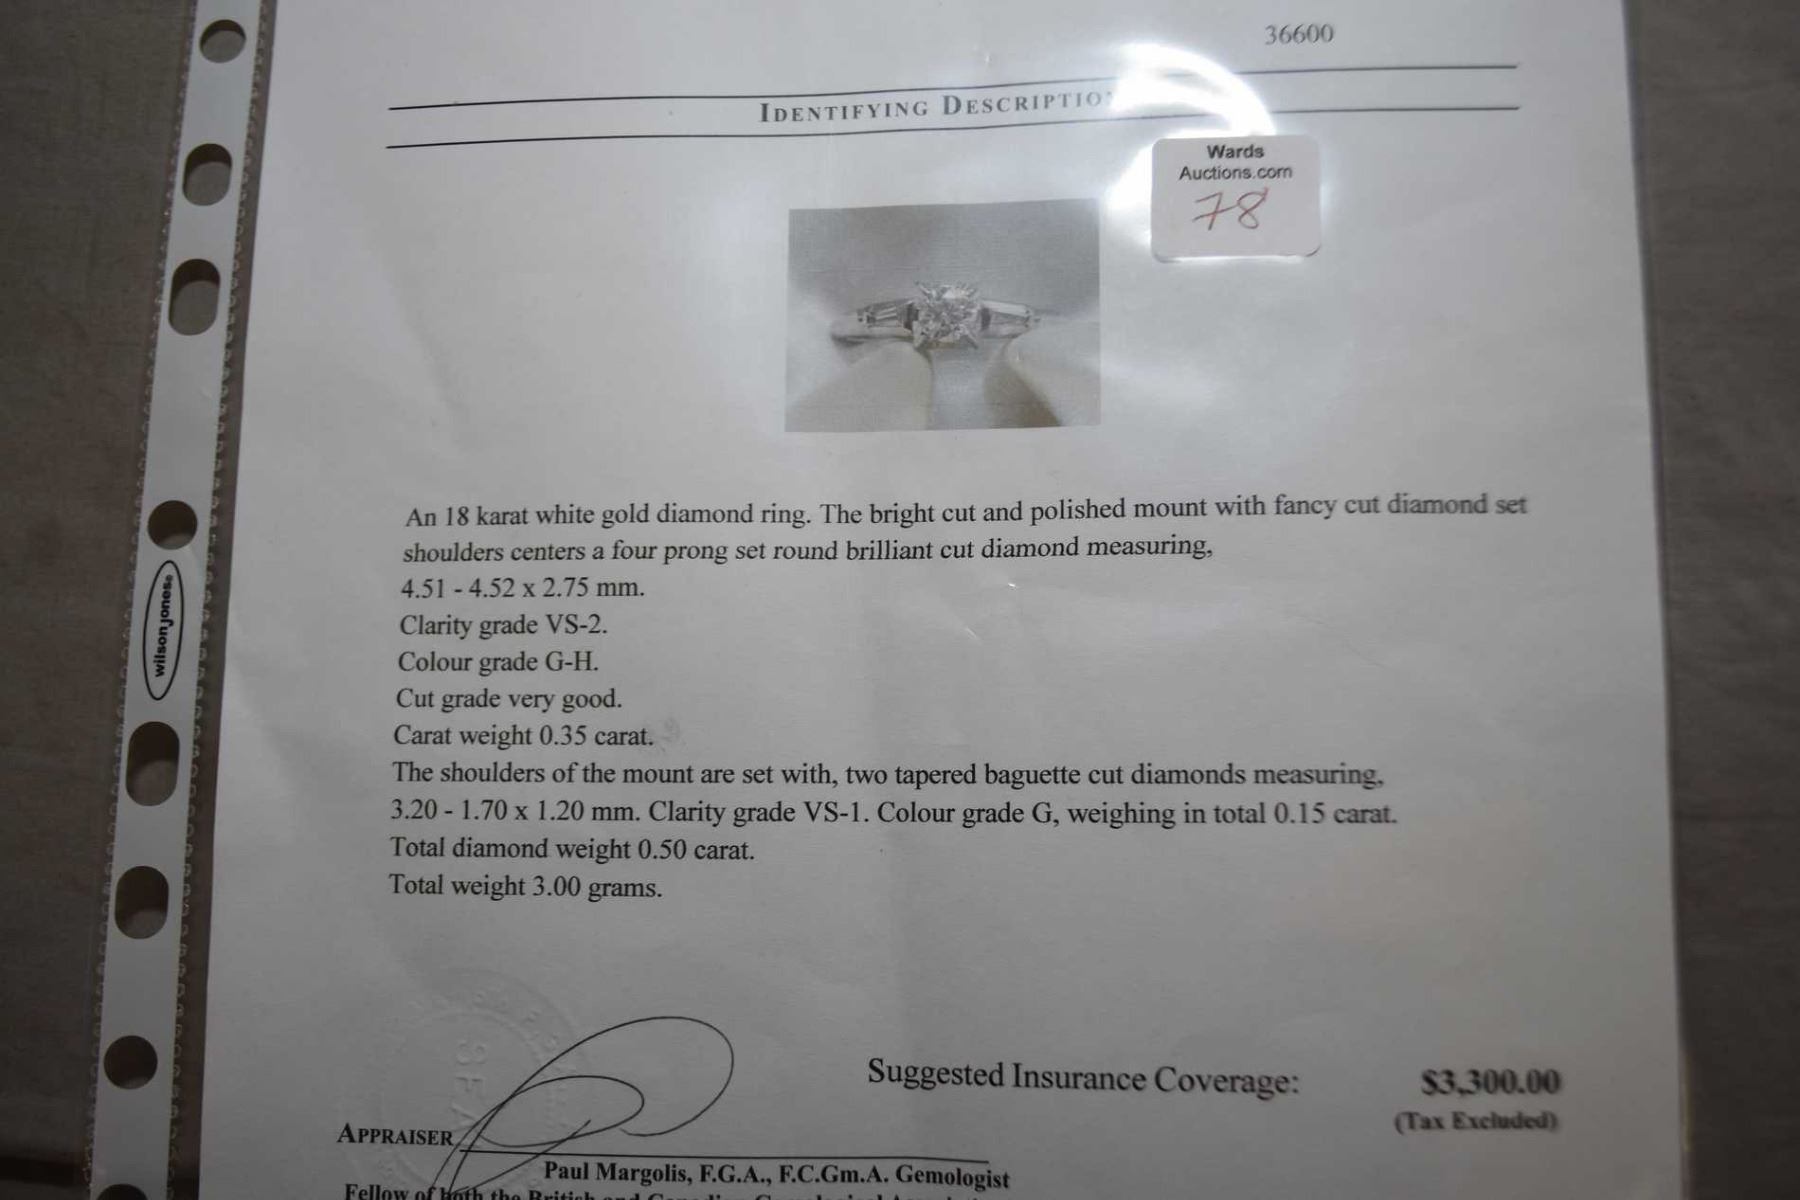 36600
IDENTIFYING DESCRIPTIO
Wards
Auctions.com
78
An 18 karat white gold diamond ring. The bright cut and polished mount with fancy cut diamond set
shoulders centers a four prong set round brilliant cut diamond measuring,
4.51 - 4.52 x 2.75 mm.
Clarity grade VS-2.
Colour grade G-H.
Cut grade very good.
Carat weight 0.35 carat.
The shoulders of the mount are set with, two tapered baguette cut diamonds measuring,
3.20 - 1.70 x 1.20 mm. Clarity grade VS-1. Colour grade G, weighing in total 0.15 carat.
Total diamond weight 0.50 carat.
Total weight 3.00 grams.
wilsonjones
Suggested Insurance Coverage: $3,300.00
(Tax Excluded)
APPRAISER
Paul Margolis, F.G.A., F.C.Gm.A. Gemologist
Fellow of both the British and